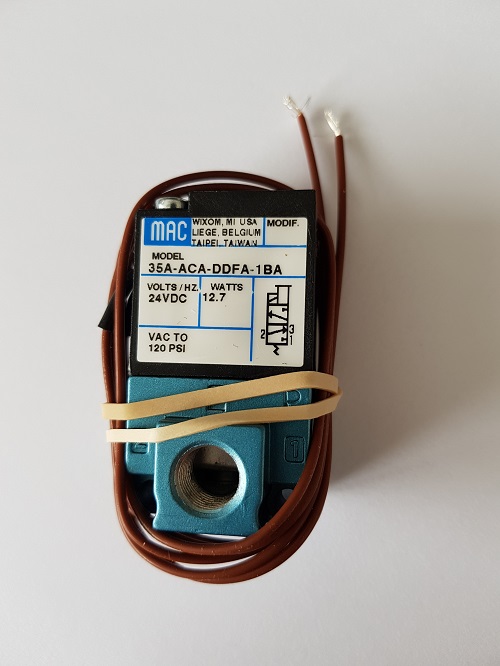 MAC
WIXOM, MI USA
LIEGE, BELGIUM
TAIPEI, TAIWAN
MODIF.
MODEL
35A-ACA-DDFA-1BA
VOLTS / HZ.
24VDC
WATTS
12.7
2
3
1
VAC TO
120 PSI
1